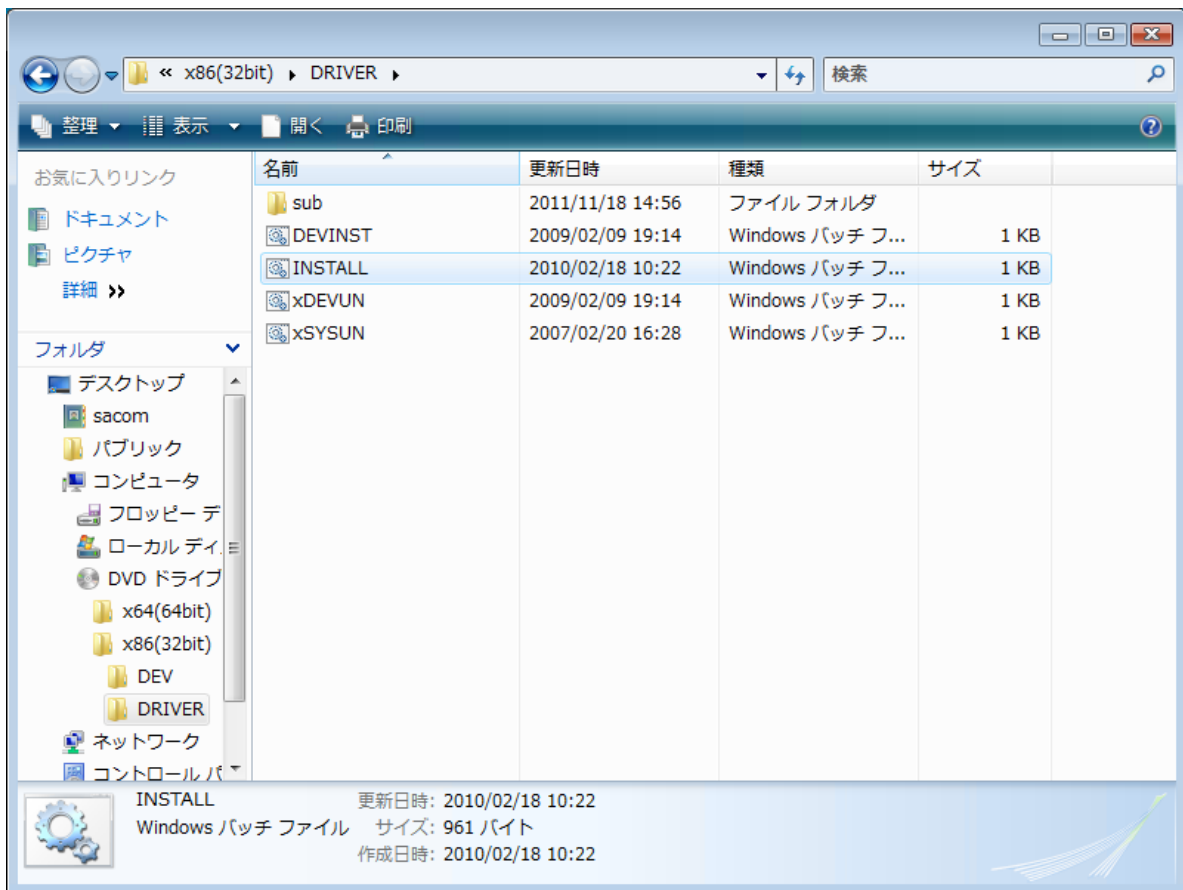 « x86(32bit) ▸ DRIVER ▸ 検索
整理 表示 開く 印刷
お気に入りリンク
ドキュメント
ピクチャ
詳細 »
フォルダ
デスクトップ
sacom
パブリック
コンピュータ
フロッピー デ
ローカル ディ
DVD ドライブ
x64(64bit)
x86(32bit)
DEV
DRIVER
ネットワーク
コントロール パ
名前 更新日時 種類 サイズ
sub 2011/11/18 14:56 ファイル フォルダ
DEVINST 2009/02/09 19:14 Windows バッチ フ... 1 KB
INSTALL 2010/02/18 10:22 Windows バッチ フ... 1 KB
xDEVUN 2009/02/09 19:14 Windows バッチ フ... 1 KB
xSYSUN 2007/02/20 16:28 Windows バッチ フ... 1 KB
INSTALL 更新日時: 2010/02/18 10:22
Windows バッチ ファイル サイズ: 961 バイト
作成日時: 2010/02/18 10:22